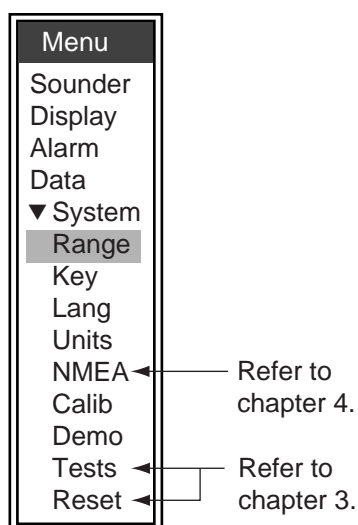 Menu
Sounder
Display
Alarm
Data
▼ System
Range
Key
Lang
Units
NMEA
Calib
Demo
Tests
Reset
Refer to
chapter 4.
Refer to
chapter 3.